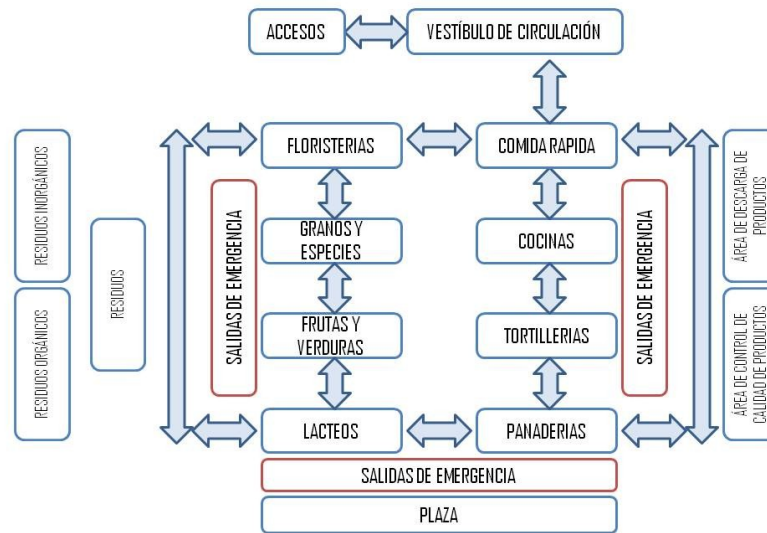 ACCESOS
VESTÍBULO DE CIRCULACIÓN
FLORISTERIAS
COMIDA RAPIDA
RESIDUOS INORGÁNICOS
RESIDUOS ORGÁNICOS
RESIDUOS
SALIDAS DE EMERGENCIA
GRANOS Y
ESPECIES
COCINAS
SALIDAS DE EMERGENCIA
ÁREA DE DESCARGA DE
PRODUCTOS
ÁREA DE CONTROL DE
CALIDAD DE PRODUCTOS
FRUTAS Y
VERDURAS
TORTILLERIAS
LACTEOS
PANADERIAS
SALIDAS DE EMERGENCIA
PLAZA